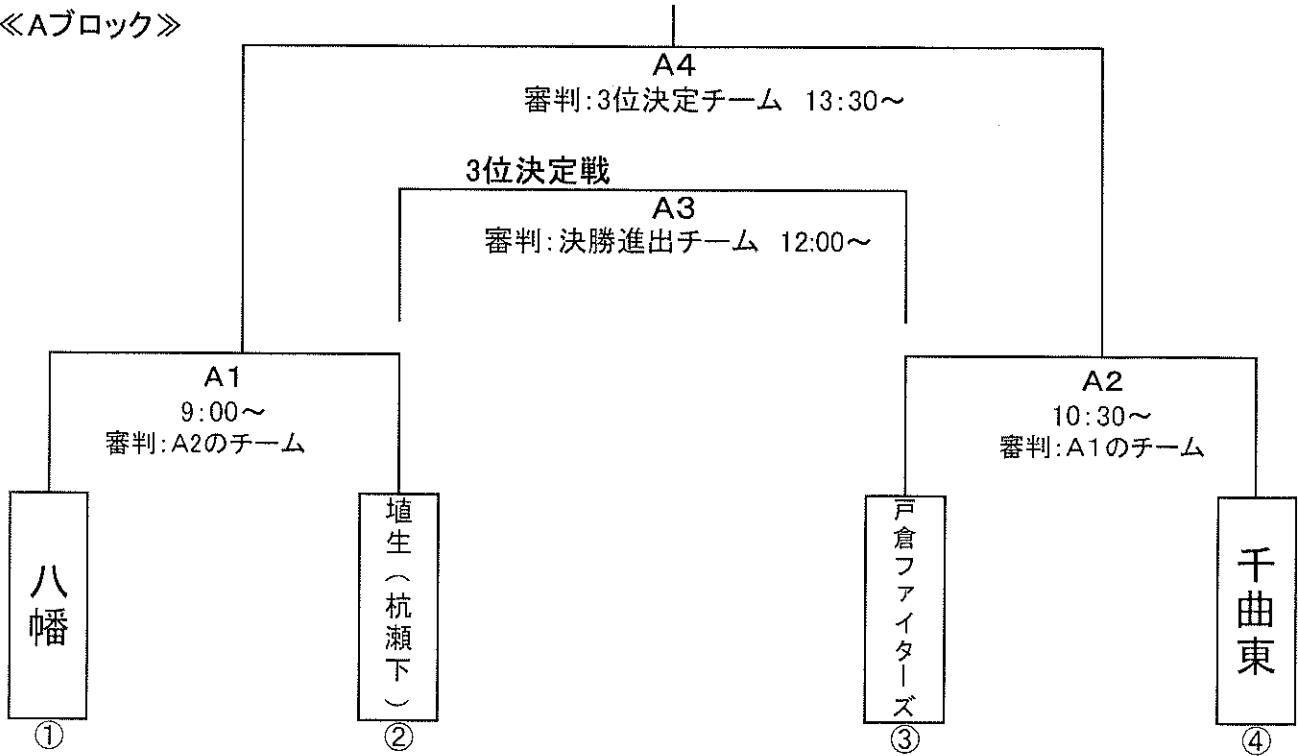 ≪Aブロック≫
A4
審判:3位決定チーム 13:30～
3位決定戦
A3
審判:決勝進出チーム 12:00～
A1
9:00～
審判:A2のチーム
A2
10:30～
審判:A1のチーム
八幡
埴生(杭瀬下)
戸倉ファイターズ
千曲東
①
②
③
④